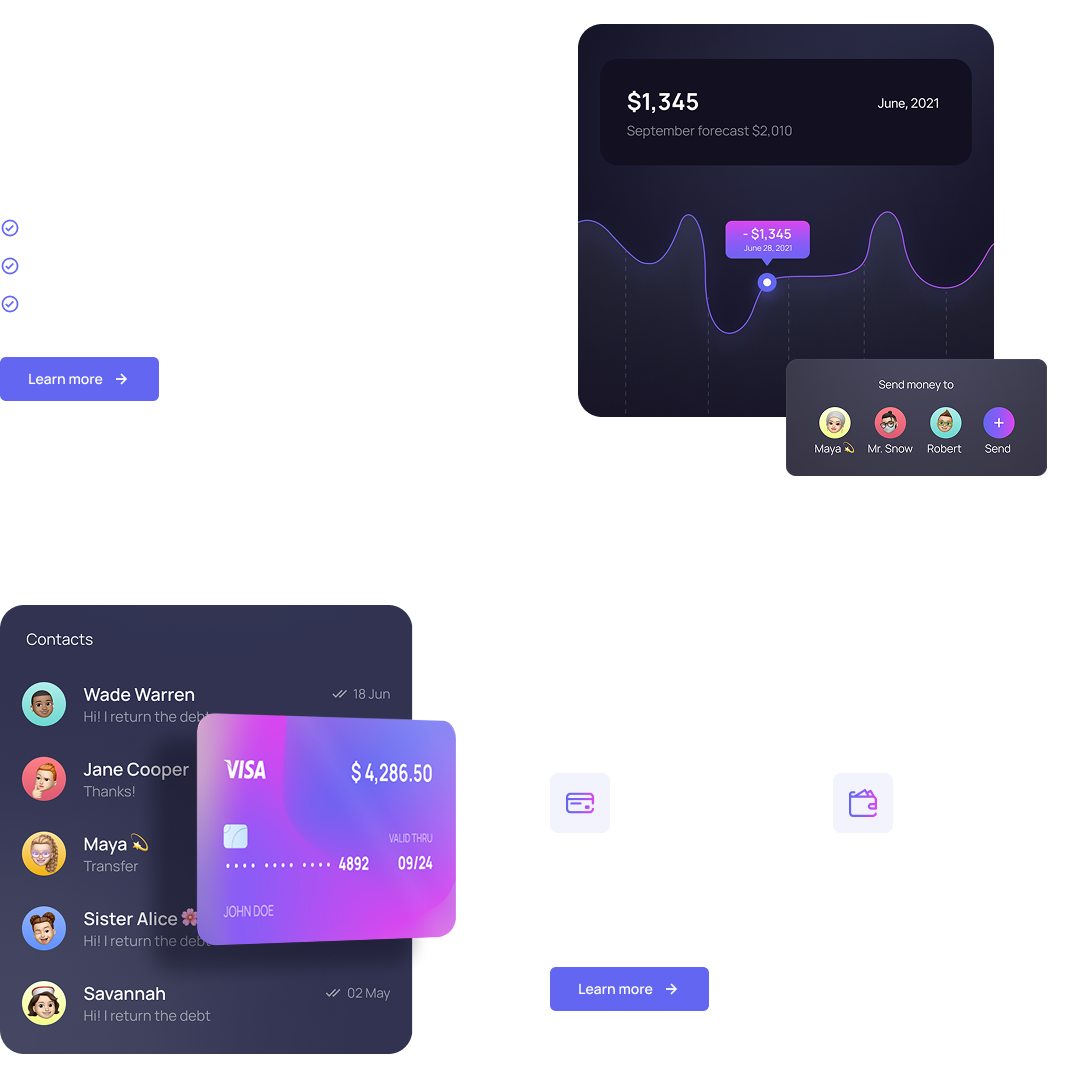 $1,345
June, 2021
September forecast $2,010
- $1,345
June 28, 2021
Learn more
Send money to
Maya 💫
Mr. Snow
Robert
Send
Contacts
Wade Warren
18 Jun
Hi! I return the debt
Jane Cooper
Thanks!
Maya 💫
Transfer
Sister Alice 🌸
Hi! I return the debt
Savannah
02 May
Hi! I return the debt
VISA
$4,286.50
VALID THRU
•••• •••• •••• 4892
09/24
JOHN DOE
Learn more